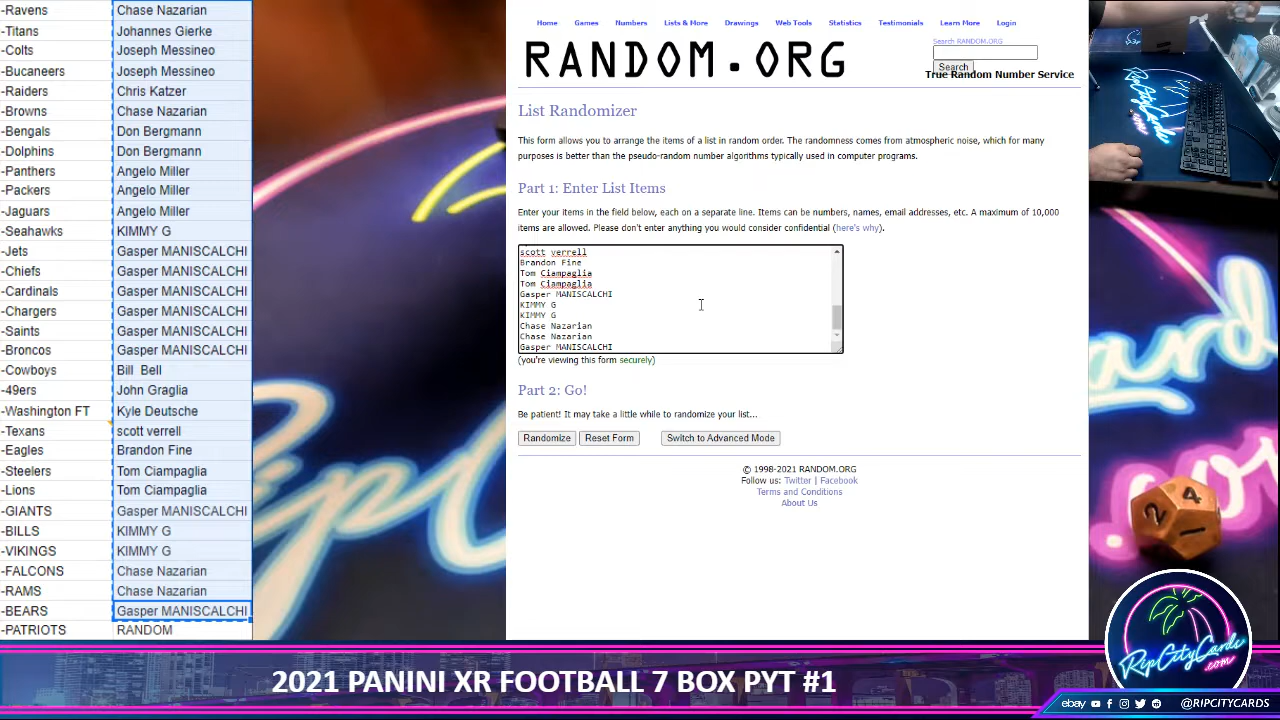 -Ravens Chase Nazarian
-Titans Johannes Gierke
-Colts Joseph Messineo
-Bucaneers Joseph Messineo
-Raiders Chris Katzer
-Browns Chase Nazarian
-Bengals Don Bergmann
-Dolphins Don Bergmann
-Panthers Angelo Miller
-Packers Angelo Miller
-Jaguars Angelo Miller
-Seahawks KIMMY G
-Jets Gasper MANISCALCHI
-Chiefs Gasper MANISCALCHI
-Cardinals Gasper MANISCALCHI
-Chargers Gasper MANISCALCHI
-Saints Gasper MANISCALCHI
-Broncos Gasper MANISCALCHI
-Cowboys Bill Bell
-49ers John Graglia
-Washington FT Kyle Deutsche
-Texans scott verrell
-Eagles Brandon Fine
-Steelers Tom Ciampaglia
-Lions Tom Ciampaglia
-GIANTS Gasper MANISCALCHI
-BILLS KIMMY G
-VIKINGS KIMMY G
-FALCONS Chase Nazarian
-RAMS Chase Nazarian
-BEARS Gasper MANISCALCHI
-PATRIOTS RANDOM
Home Games Numbers Lists & More Drawings Web Tools Statistics Testimonials Learn More Login
RANDOM.ORG
Search RANDOM.ORG
Search
True Random Number Service
List Randomizer
This form allows you to arrange the items of a list in random order. The randomness comes from atmospheric noise, which for many
purposes is better than the pseudo-random number algorithms typically used in computer programs.
Part 1: Enter List Items
Enter your items in the field below, each on a separate line. Items can be numbers, names, email addresses, etc. A maximum of 10,000
items are allowed. Please don't enter anything you would consider confidential (here's why).
scott verrell
Brandon Fine
Tom Ciampaglia
Tom Ciampaglia
Gasper MANISCALCHI
KIMMY G
KIMMY G
Chase Nazarian
Chase Nazarian
Gasper MANISCALCHI
(you're viewing this form securely)
Part 2: Go!
Be patient! It may take a little while to randomize your list...
Randomize Reset Form Switch to Advanced Mode
© 1998-2021 RANDOM.ORG
Follow us: Twitter | Facebook
Terms and Conditions
About Us
2 4
1
RipCityCards
.com
2021 PANINI XR FOOTBALL 7 BOX PYT #1
ebay @RIPCITYCARDS